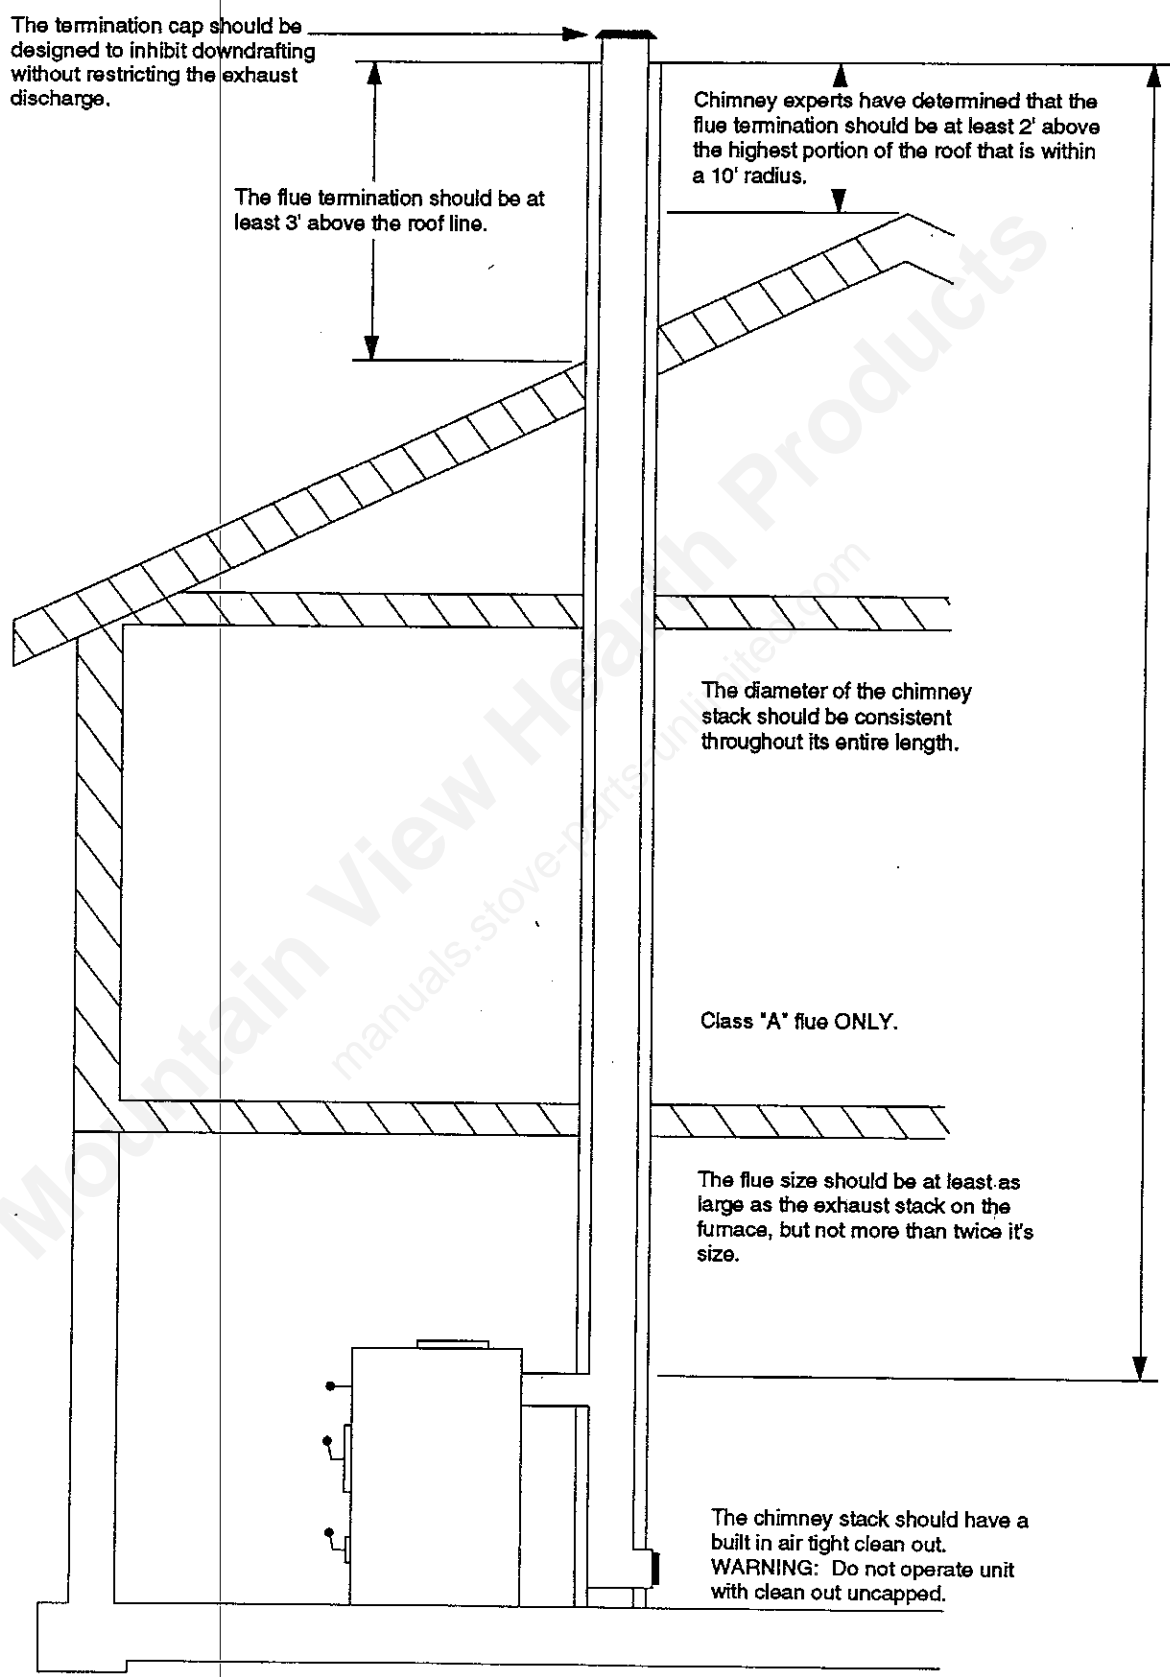 The termination cap should be
designed to inhibit downdrafting
without restricting the exhaust
discharge.
Chimney experts have determined that the
flue termination should be at least 2' above
the highest portion of the roof that is within
a 10' radius.
The flue termination should be at
least 3' above the roof line.
The diameter of the chimney
stack should be consistent
throughout its entire length.
Class "A" flue ONLY.
The flue size should be at least as
large as the exhaust stack on the
furnace, but not more than twice it's
size.
The chimney stack should have a
built in air tight clean out.
WARNING: Do not operate unit
with clean out uncapped.
Mountain View Hearth Products
manuals.stove-parts-unlimited.com